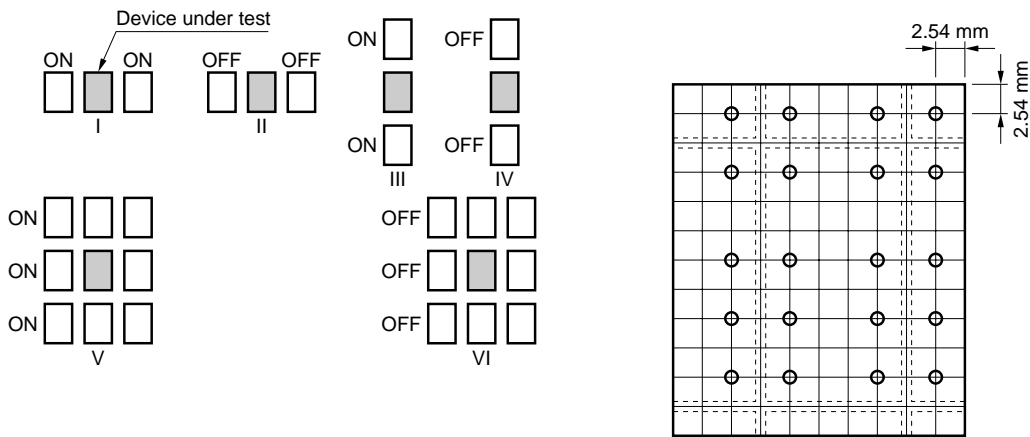 Device under test
ON ON
I
OFF OFF
II
ON
ON
III
OFF
OFF
IV
ON
ON
ON
V
OFF
OFF
OFF
VI
2.54 mm
2.54 mm